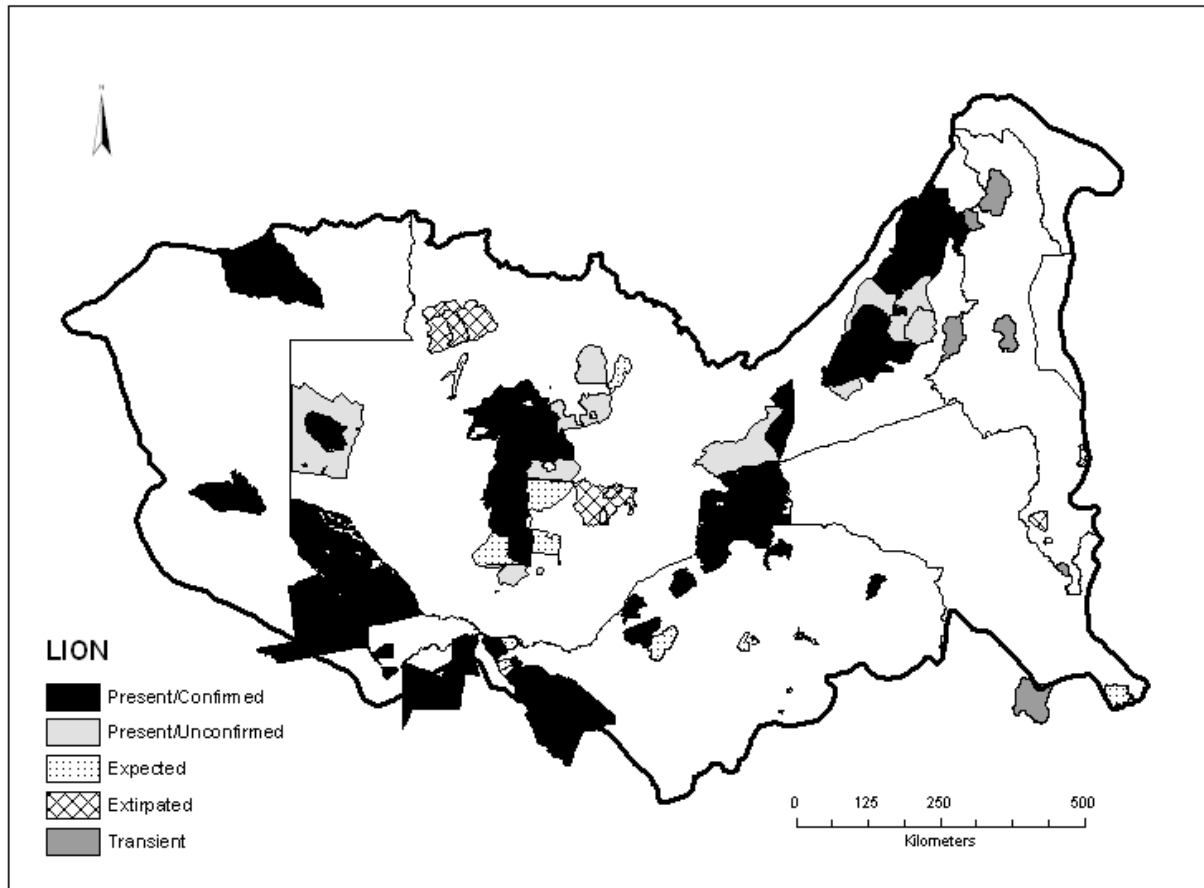 N
LION
Present/Confirmed
Present/Unconfirmed
Expected
Extirpated
Transient
0 125 250 500
Kilometers